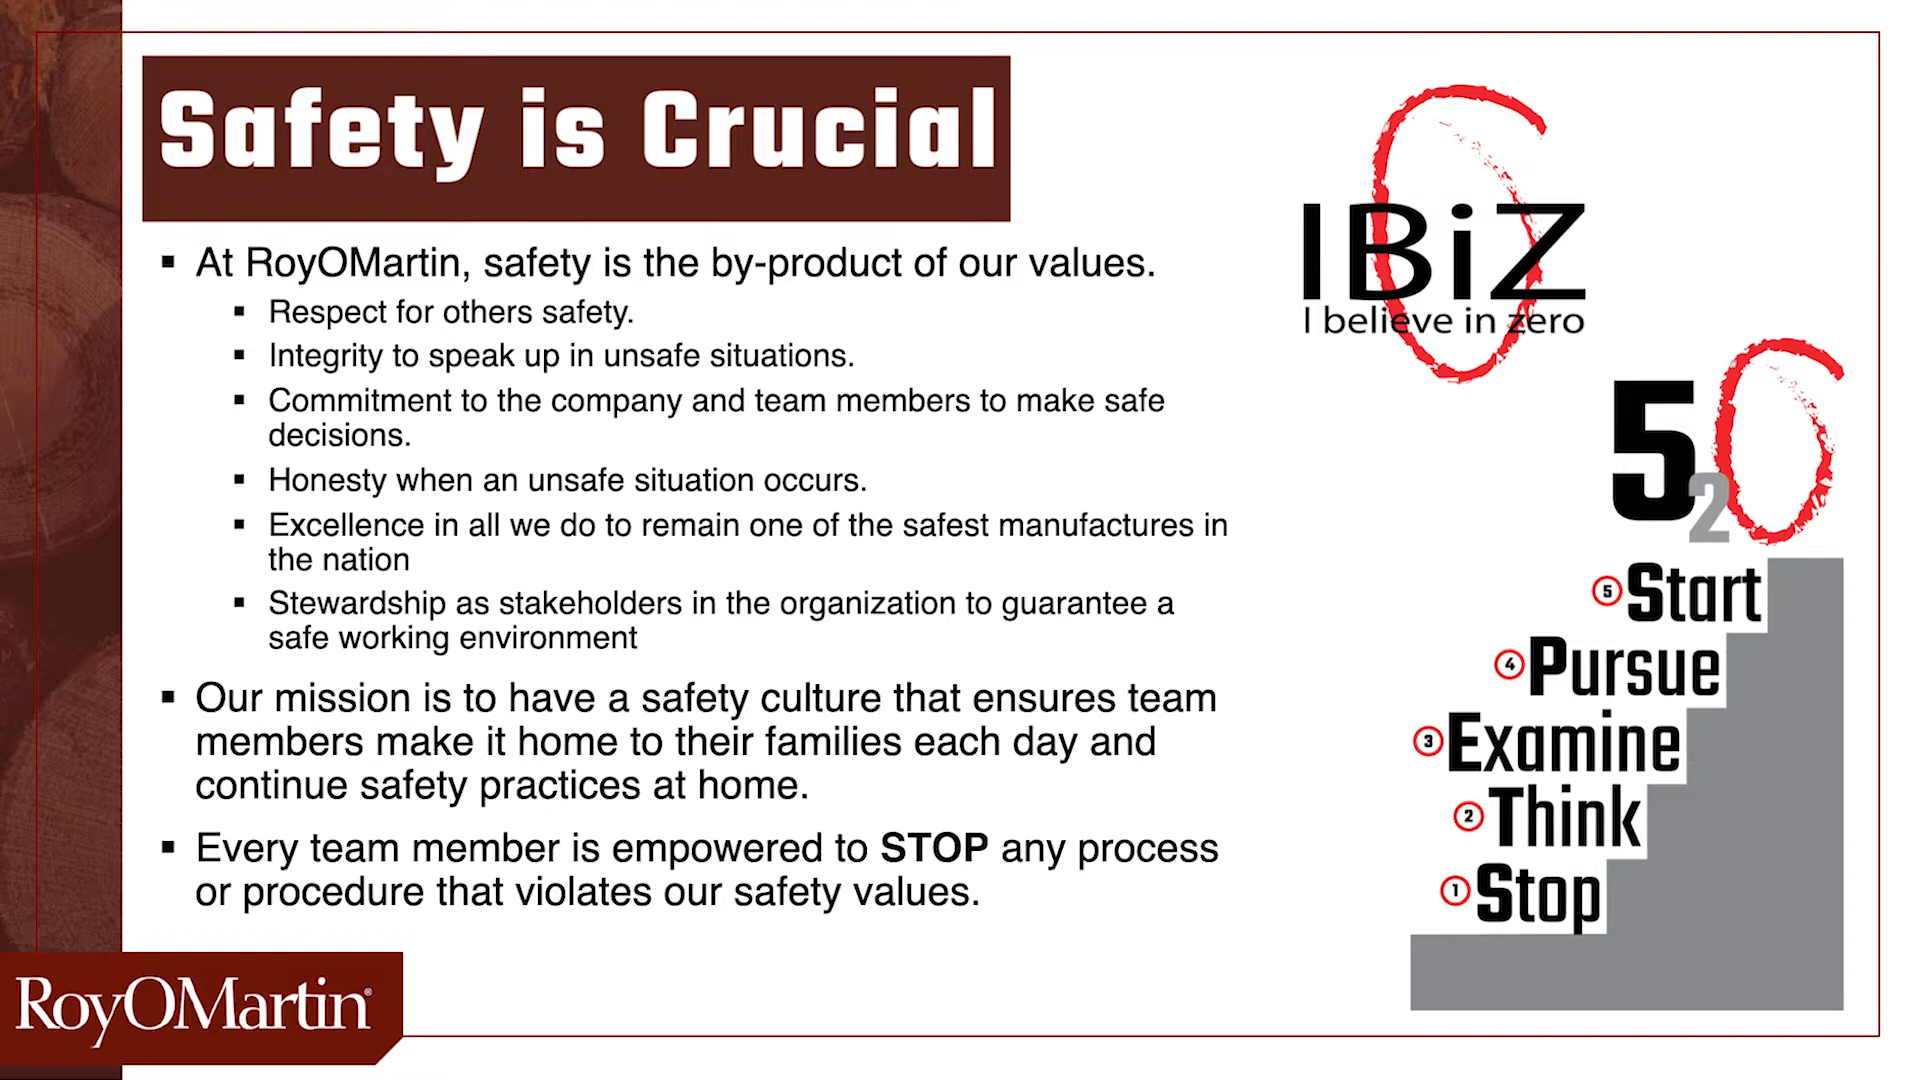 Safety is Crucial
At RoyOMartin, safety is the by-product of our values.
Respect for others safety.
Integrity to speak up in unsafe situations.
Commitment to the company and team members to make safe
decisions.
Honesty when an unsafe situation occurs.
Excellence in all we do to remain one of the safest manufactures in
the nation
Stewardship as stakeholders in the organization to guarantee a
safe working environment
Our mission is to have a safety culture that ensures team
members make it home to their families each day and
continue safety practices at home.
Every team member is empowered to STOP any process
or procedure that violates our safety values.
IBiZ
I believe in zero
520
5 Start
4 Pursue
3 Examine
2 Think
1 Stop
RoyOMartin®